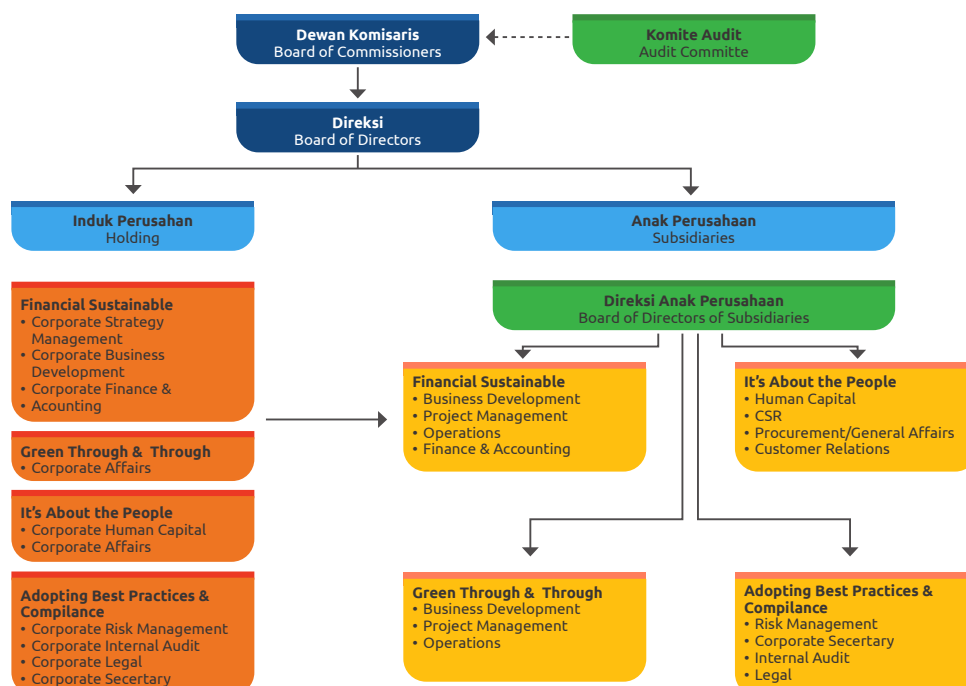 Dewan Komisaris
Board of Commissioners
Komite Audit
Audit Committe
Direksi
Board of Directors
Induk Perusahan
Holding
Anak Perusahaan
Subsidiaries
Financial Sustainable
• Corporate Strategy
Management
• Corporate Business
Development
• Corporate Finance &
• Acounting
Green Through & Through
• Corporate Affairs
It's About the People
• Corporate Human Capital
• Corporate Affairs
Adopting Best Practices &
Compilance
• Corporate Risk Management
• Corporate Internal Audit
• Corporate Legal
• Corporate Secertary
Direksi Anak Perusahaan
Board of Directors of Subsidiaries
Financial Sustainable
• Business Development
• Project Management
• Operations
• Finance & Accounting
It's About the People
• Human Capital
• CSR
• Procurement/General Affairs
• Customer Relations
Green Through & Through
• Business Development
• Project Management
• Operations
Adopting Best Practices &
Compilance
• Risk Management
• Corporate Secertary
• Internal Audit
• Legal